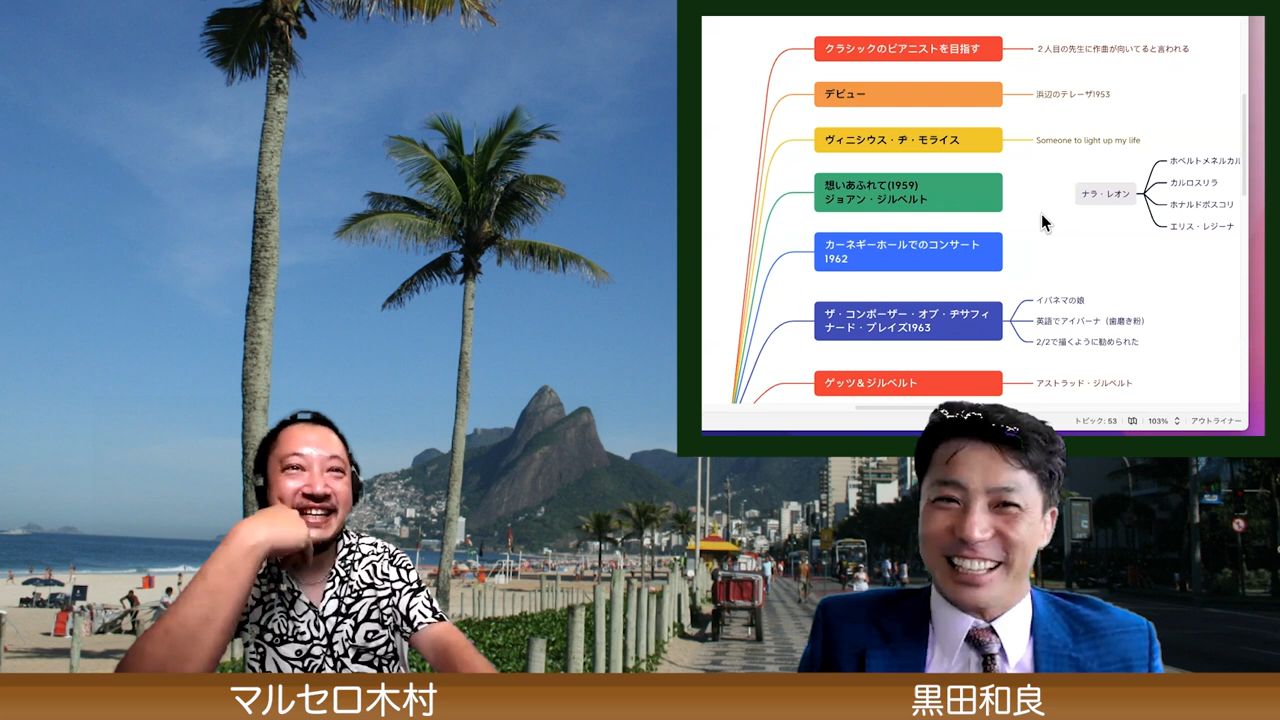 クラシックのピアニストを目指す
２人目の先生に作曲が向いてると言われる
デビュー
浜辺のテレーザ1953
ヴィニシウス・ヂ・モライス
Someone to light up my life
想いあふれて(1959)
ジョアン・ジルベルト
ナラ・レオン
ホベルトメネルカル
カルロスリラ
ホナルドボスコリ
エリス・レジーナ
カーネギーホールでのコンサート
1962
ザ・コンポーザー・オブ・ヂサフィ
ナード・プレイズ1963
イパネマの娘
英語でアイパーナ（歯磨き粉）
2/2で描くように勧められた
ゲッツ＆ジルベルト
アストラッド・ジルベルト
トピック: 53
103%
アウトライナー
マルセロ木村
黒田和良